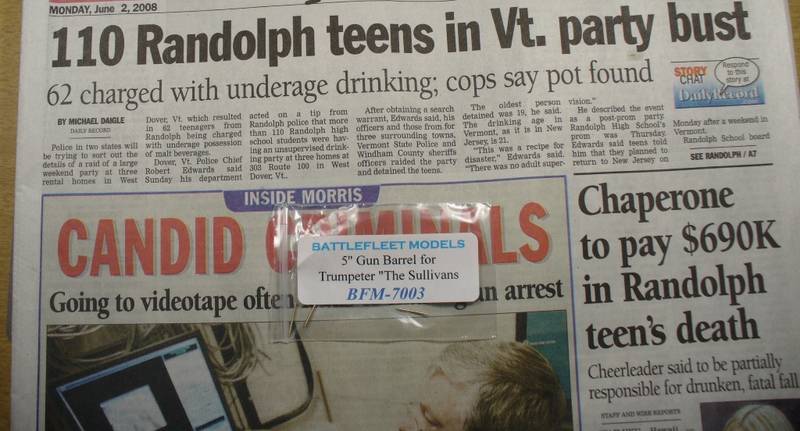 MONDAY, June 2, 2008
110 Randolph teens in Vt. party bust
62 charged with underage drinking; cops say pot found
STORY
CHAT
Respond
to this
story at
DailyRecord
BY MICHAEL DAIGLE
DAILY RECORD
Police in two states will
be trying to sort out the
details of a raid of a large
weekend party at three
rental homes in West
Dover, Vt. which resulted
in 62 teenagers from
Randolph being charged
with underage possession
of malt beverages.
Dover, Vt. Police Chief
Robert Edwards said
Sunday his department
acted on a tip from
Randolph police that more
than 110 Randolph high
school students were hav-
ing an unsupervised drink-
ing party at three homes at
303 Route 100 in West
Dover, Vt.
After obtaining a search
warrant, Edwards said, his
officers and those from for
three surrounding towns,
Vermont State Police and
Windham County sheriffs
officers raided the party
and detained the teens.
The oldest person
detained was 19, he said.
The drinking age in
Vermont, as it is in New
Jersey, is 21.
"This was a recipe for
disaster," Edwards said.
"There was no adult super-
vision."
He described the event
as a post-prom party.
Randolph High School's
prom was Thursday.
Edwards said teens told
him that they planned to
return to New Jersey on
Monday after a weekend in
Vermont.
Randolph School board
SEE RANDOLPH / A7
INSIDE MORRIS
CANDID CRIMINALS
Going to videotape often
un arrest
BATTLEFLEET MODELS
5" Gun Barrel for
Trumpeter "The Sullivans
BFM-7003
Chaperone
to pay $690K
in Randolph
teen's death
Cheerleader said to be partially
responsible for drunken, fatal fall
STAFF AND WIRE REPORTS